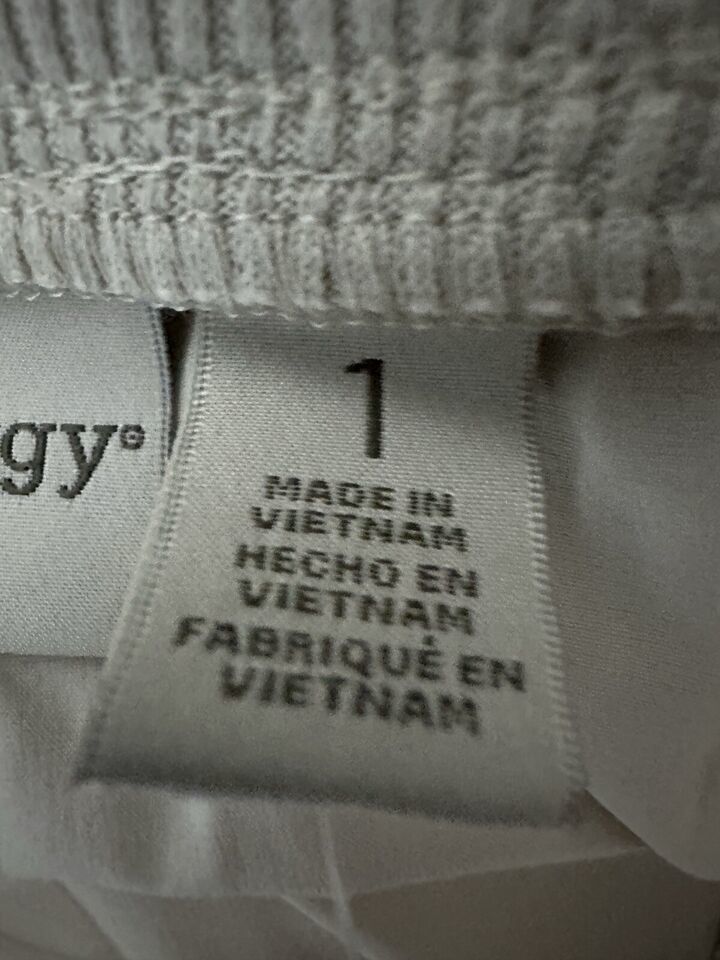 gy®
1
MADE IN
VIETNAM
HECHO EN
VIETNAM
FABRIQUÉ EN
VIETNAM